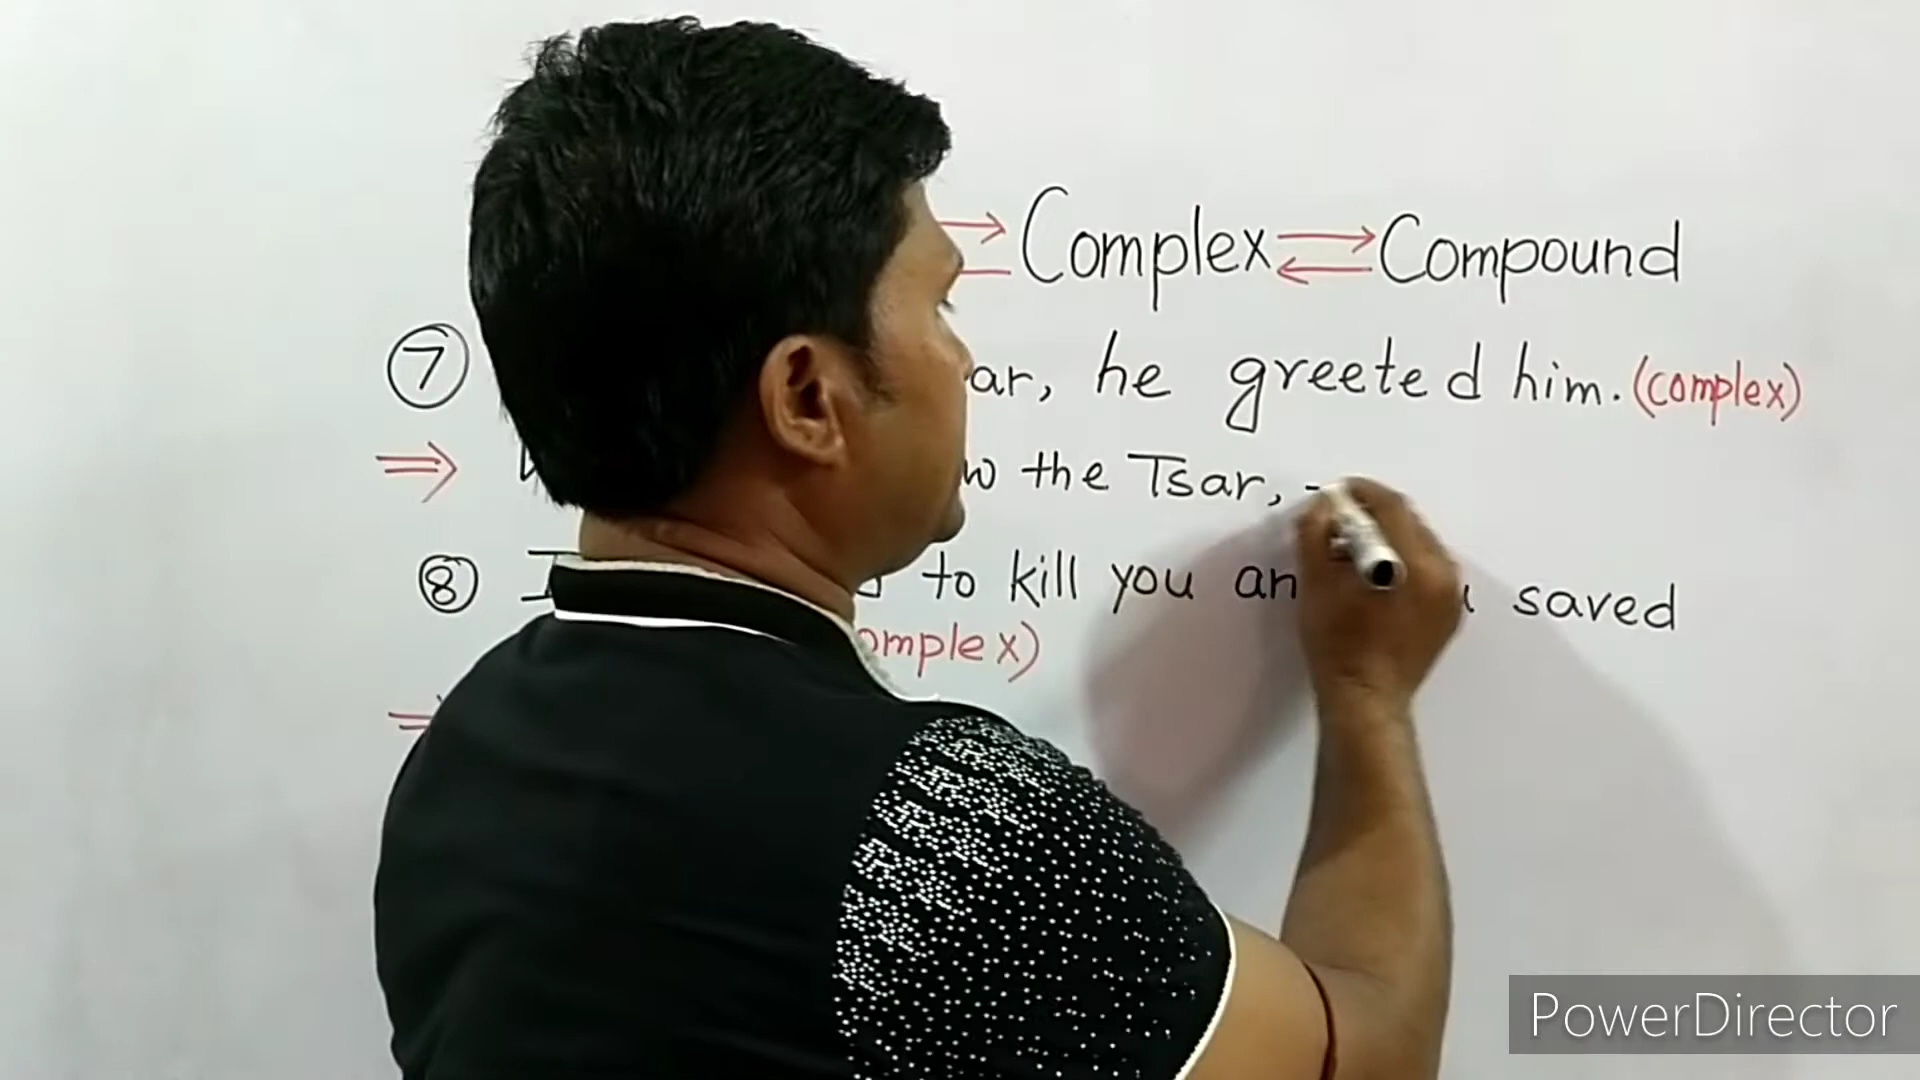 Complex ⇌ Compound
⑦ ar, he greeted him. (complex)
⇒ the Tsar,
⑧ I to kill you an saved
omplex)
⇒
PowerDirector